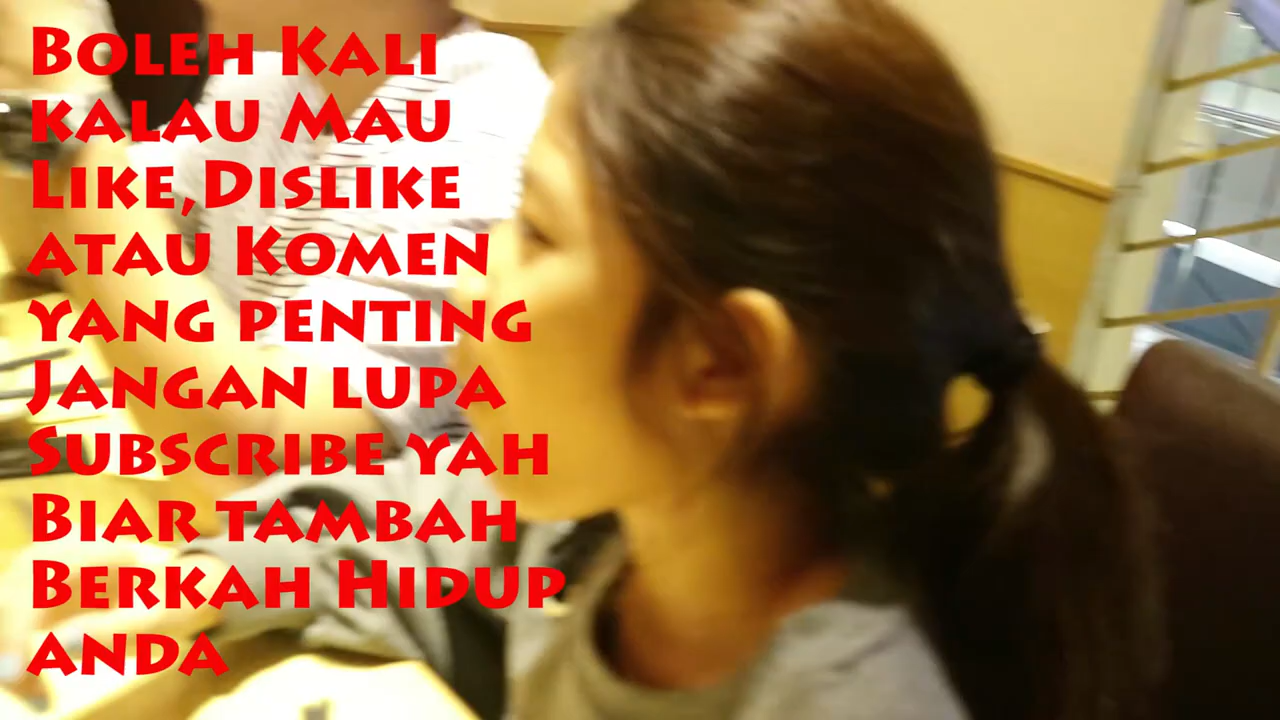 Boleh Kali
kalau Mau
Like,Dislike
atau Komen
yang penting
Jangan lupa
Subscribe yah
Biar tambah
Berkah Hidup
anda